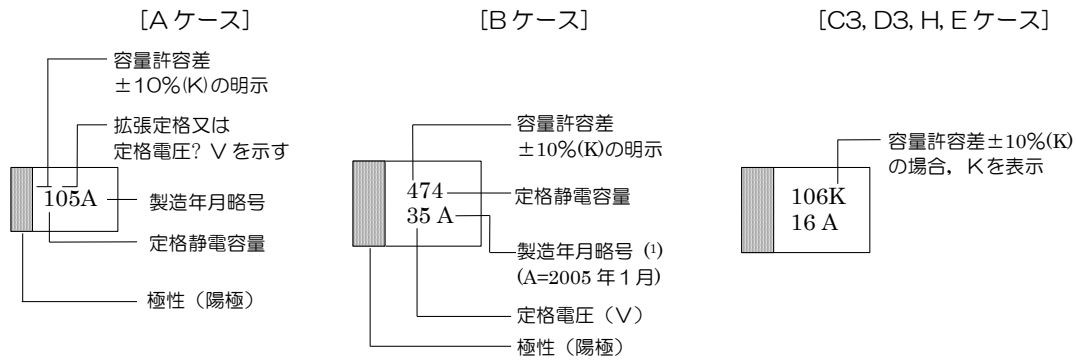 [Aケース]
容量許容差
±10%(K)の明示
拡張定格又は
定格電圧? Vを示す
105A
製造年月略号
定格静電容量
極性（陽極）
[Bケース]
容量許容差
±10%(K)の明示
474
35 A
定格静電容量
製造年月略号 (1)
(A=2005年1月)
定格電圧（V）
極性（陽極）
[C3, D3, H, Eケース]
容量許容差±10%(K)
の場合，Kを表示
106K
16 A